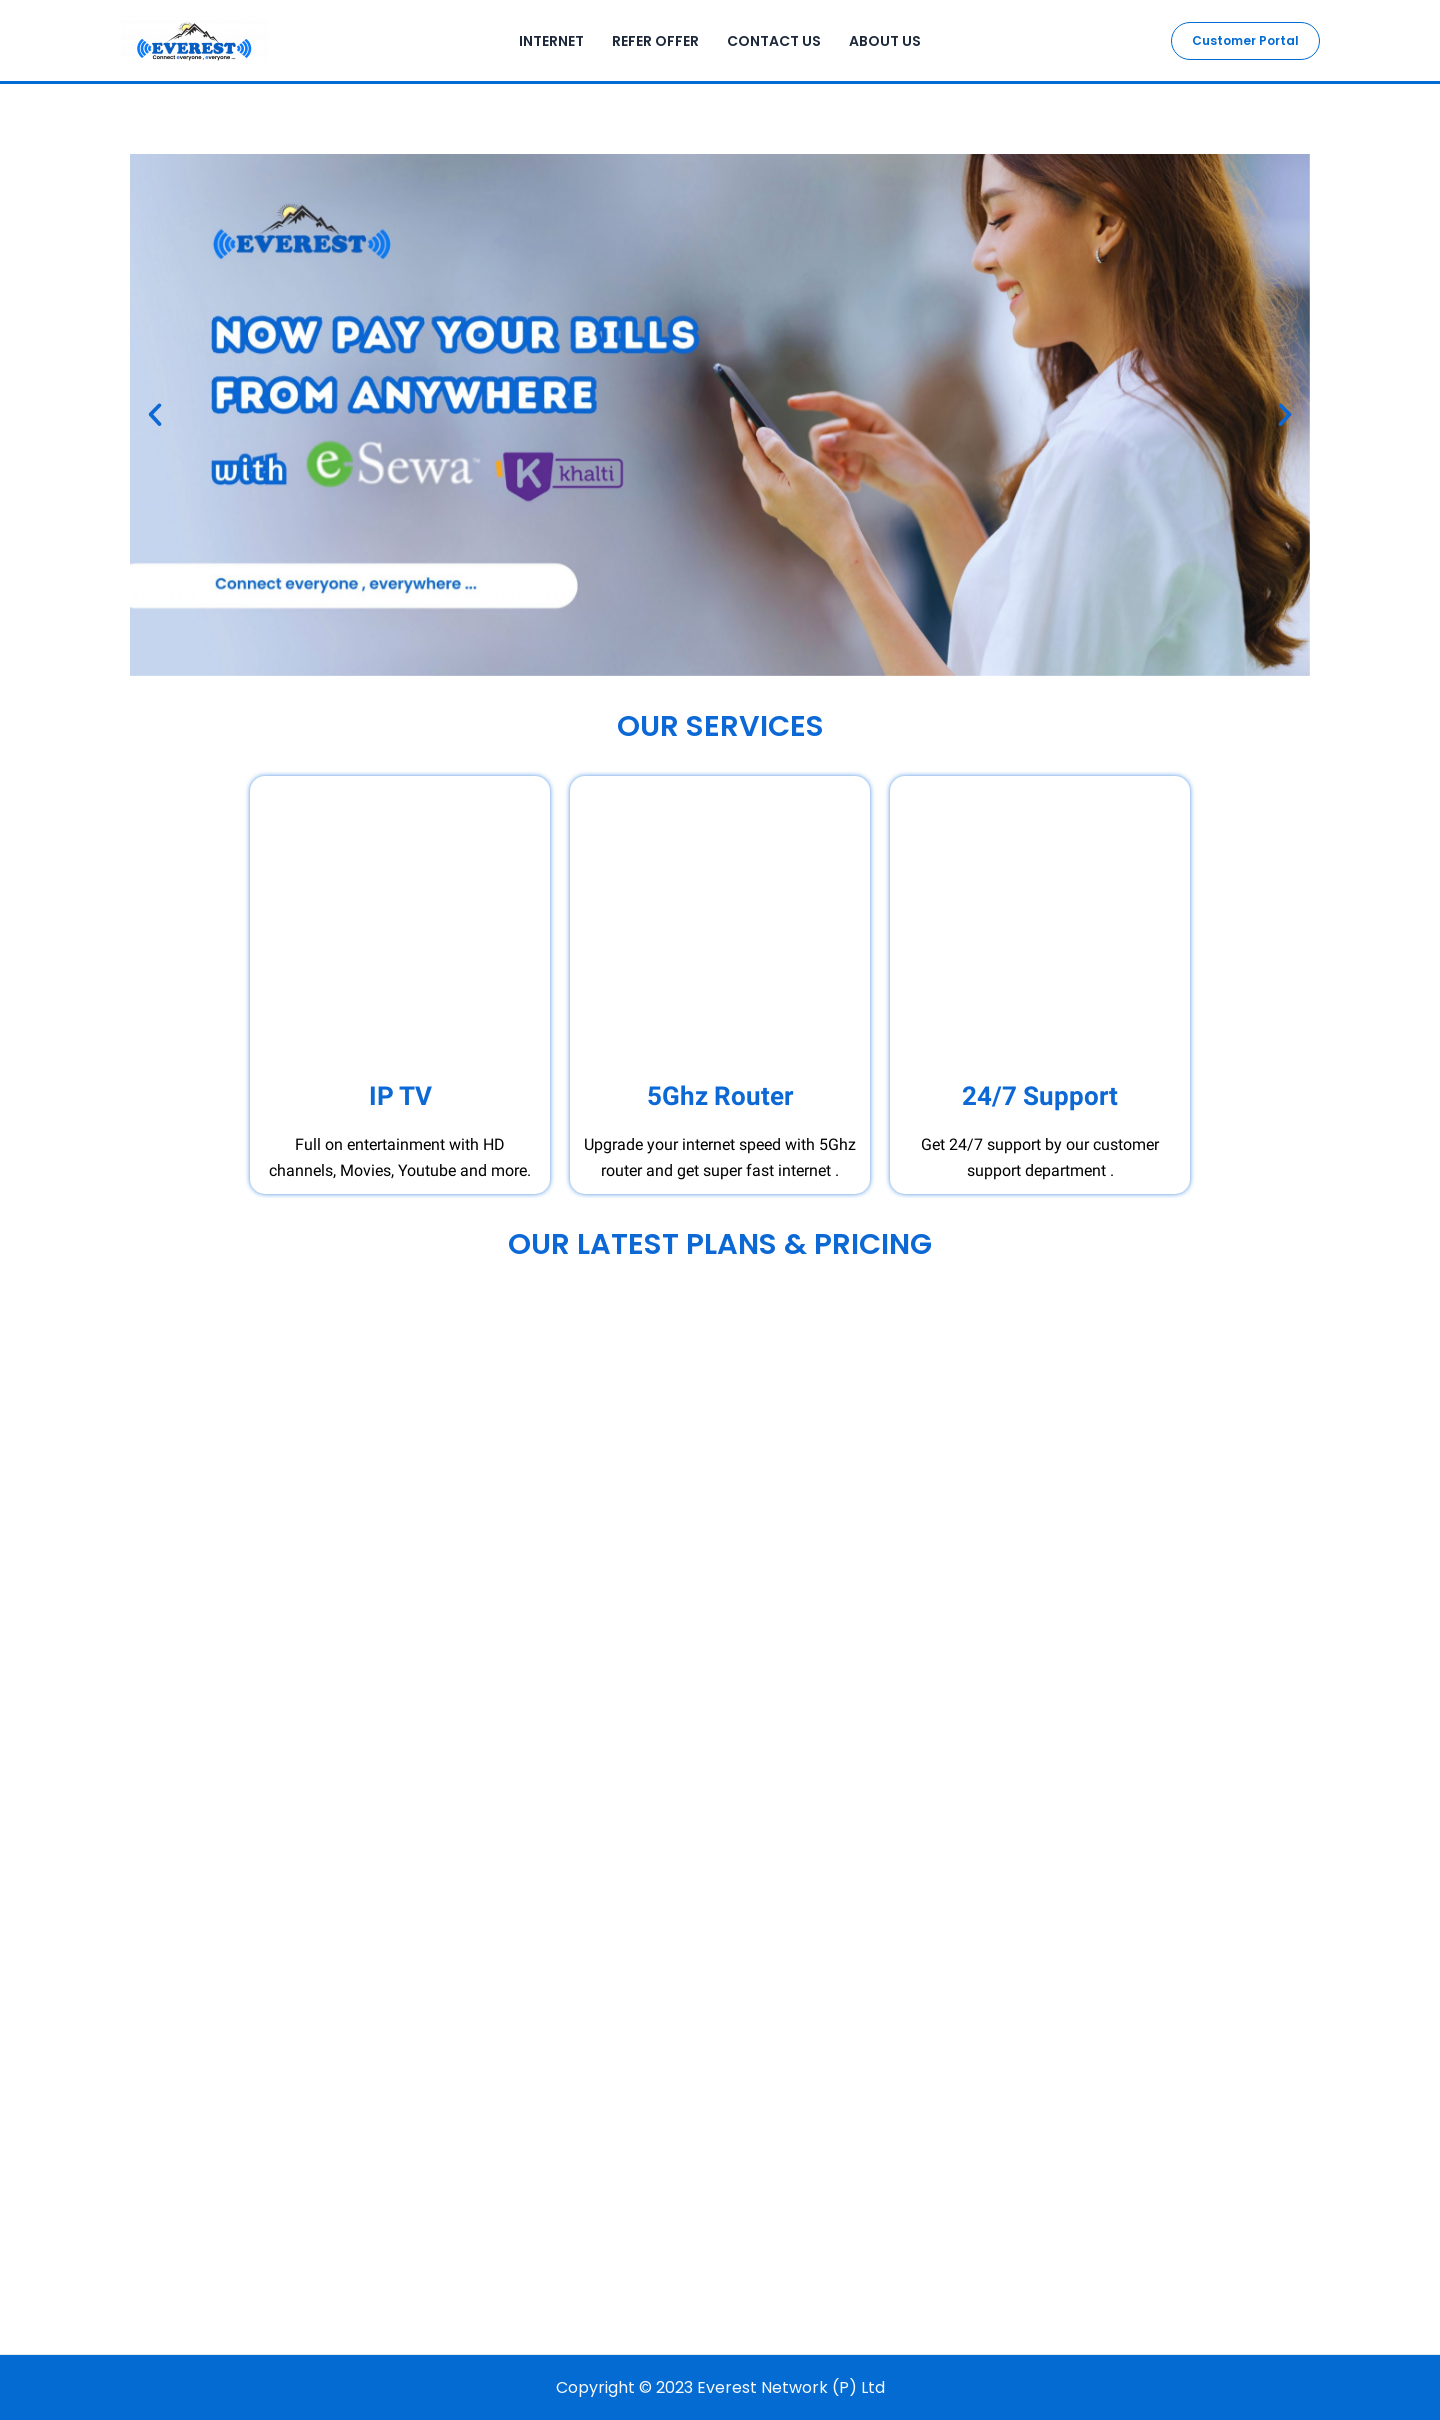 EVEREST
Connect everyone , everyone ...
INTERNET
REFER OFFER
CONTACT US
ABOUT US
Customer Portal
EVEREST
NOW PAY YOUR BILLS
FROM ANYWHERE
with eSewa™ K khalti
Connect everyone , everywhere ...
OUR SERVICES
IP TV
Full on entertainment with HD
channels, Movies, Youtube and more.
5Ghz Router
Upgrade your internet speed with 5Ghz
router and get super fast internet .
24/7 Support
Get 24/7 support by our customer
support department .
OUR LATEST PLANS & PRICING
Copyright © 2023 Everest Network (P) Ltd